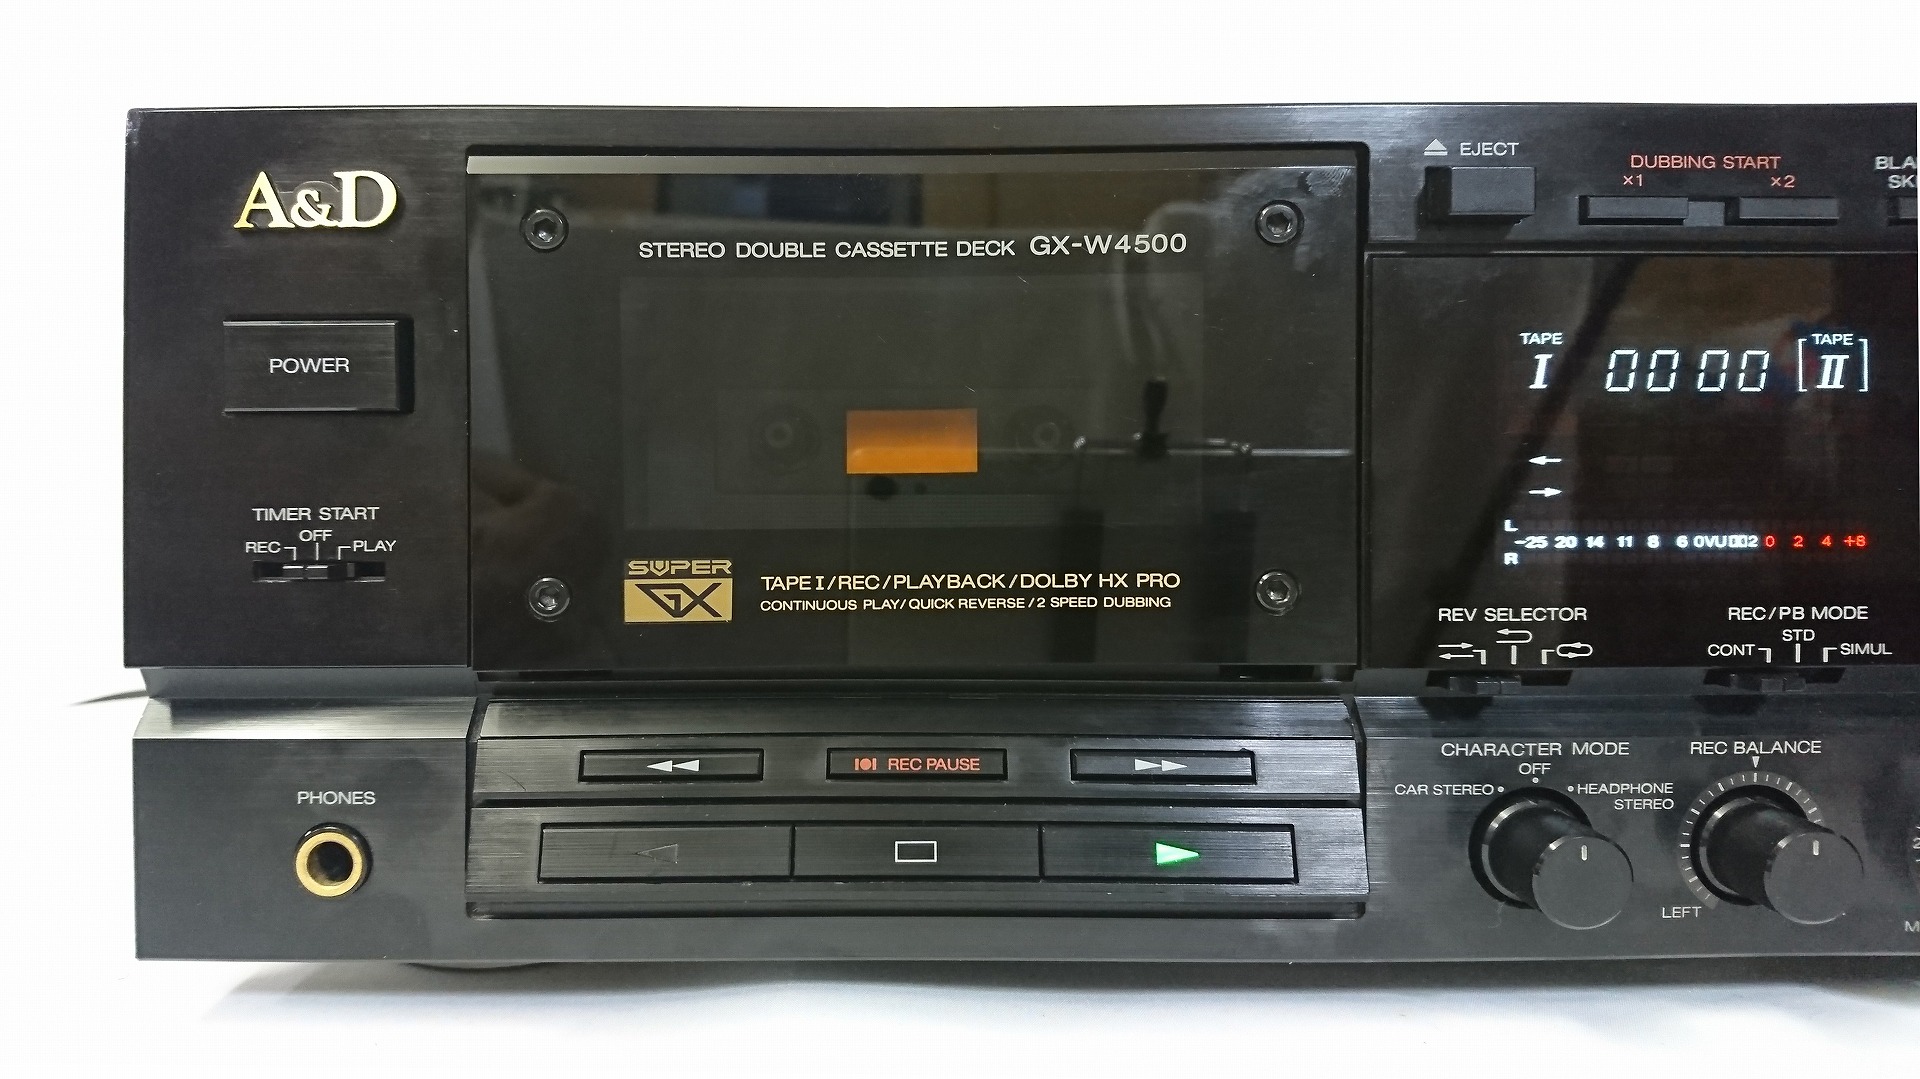 A&D
POWER
TIMER START
OFF
REC PLAY
PHONES
STEREO DOUBLE CASSETTE DECK GX-W4500
SUPER
GX
TAPE I/REC/PLAYBACK/DOLBY HX PRO
CONTINUOUS PLAY/QUICK REVERSE/2 SPEED DUBBING
REC PAUSE
EJECT
DUBBING START
×1 ×2
TAPE
I
0000
[TAPE
II]
L
-25 20 14 11 8 6 0VU 2 0 2 4 +8
R
REV SELECTOR
REC/PB MODE
STD
CONT SIMUL
CHARACTER MODE
OFF
CAR STEREO
HEADPHONE
STEREO
REC BALANCE
LEFT